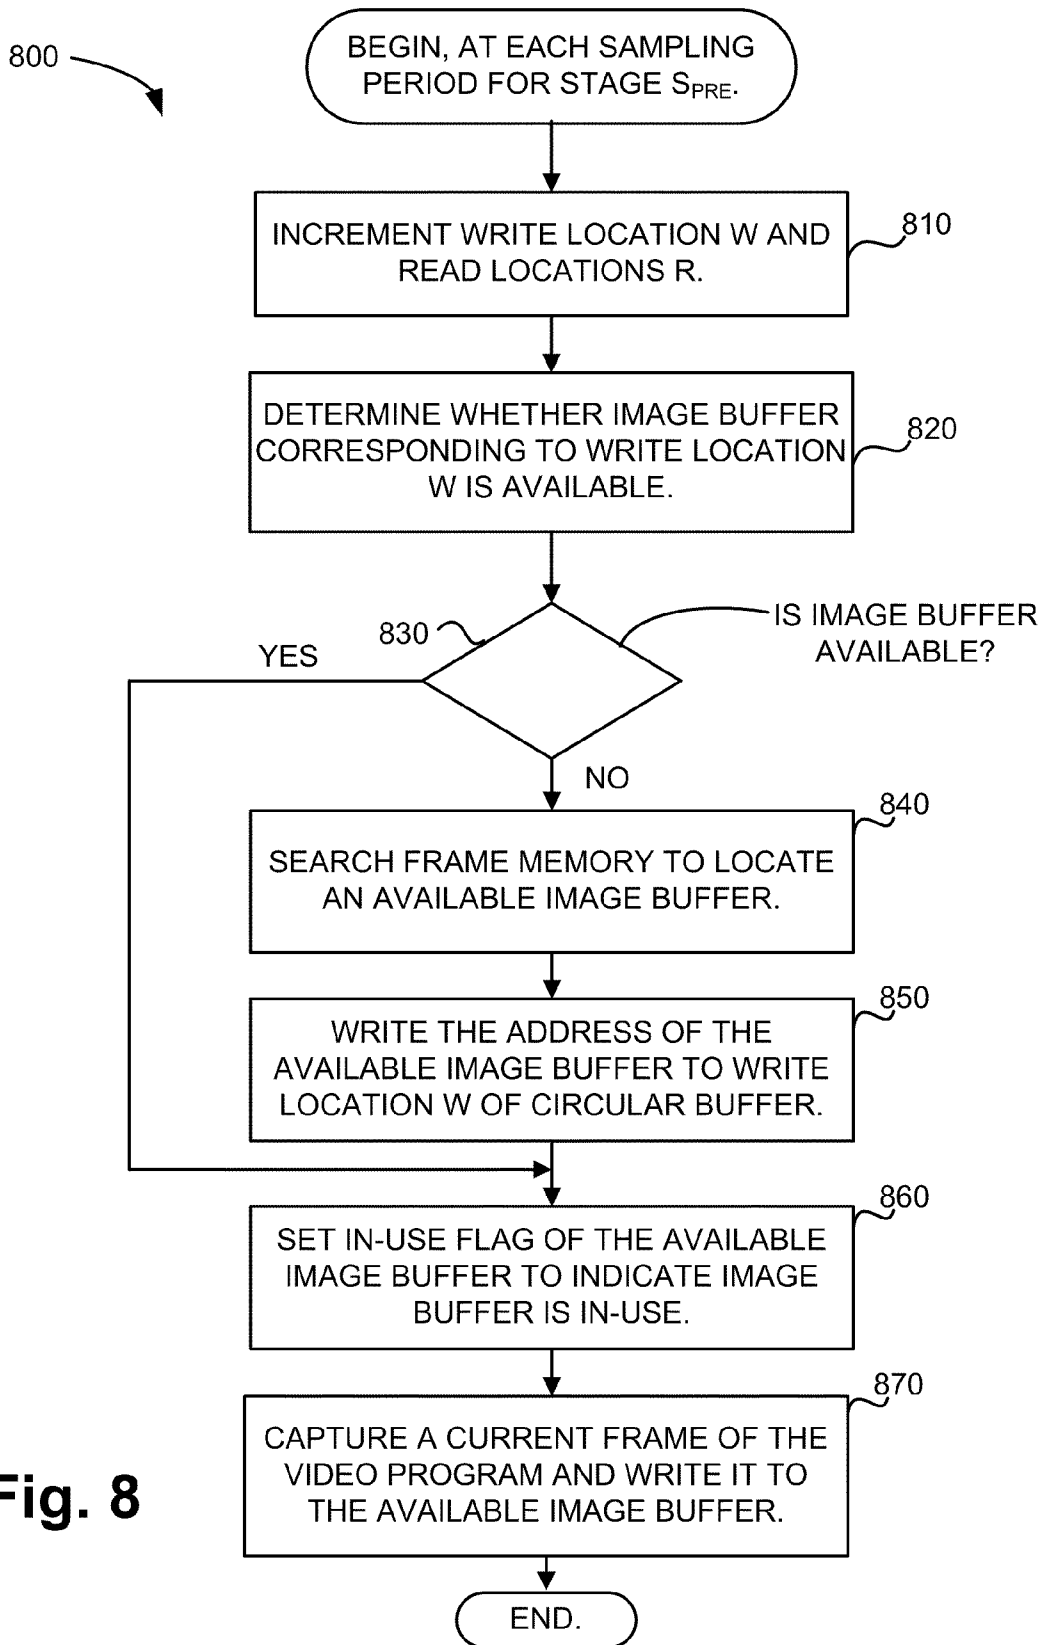 800
BEGIN, AT EACH SAMPLING
PERIOD FOR STAGE SPRE.
810
INCREMENT WRITE LOCATION W AND
READ LOCATIONS R.
820
DETERMINE WHETHER IMAGE BUFFER
CORRESPONDING TO WRITE LOCATION
W IS AVAILABLE.
830
IS IMAGE BUFFER
AVAILABLE?
YES
NO
840
SEARCH FRAME MEMORY TO LOCATE
AN AVAILABLE IMAGE BUFFER.
850
WRITE THE ADDRESS OF THE
AVAILABLE IMAGE BUFFER TO WRITE
LOCATION W OF CIRCULAR BUFFER.
860
SET IN-USE FLAG OF THE AVAILABLE
IMAGE BUFFER TO INDICATE IMAGE
BUFFER IS IN-USE.
870
CAPTURE A CURRENT FRAME OF THE
VIDEO PROGRAM AND WRITE IT TO
THE AVAILABLE IMAGE BUFFER.
Fig. 8
END.